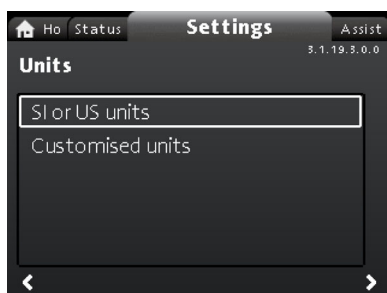 Ho Status Settings Assist
3.1.19.3.0.0
Units
SI or US units
Customised units